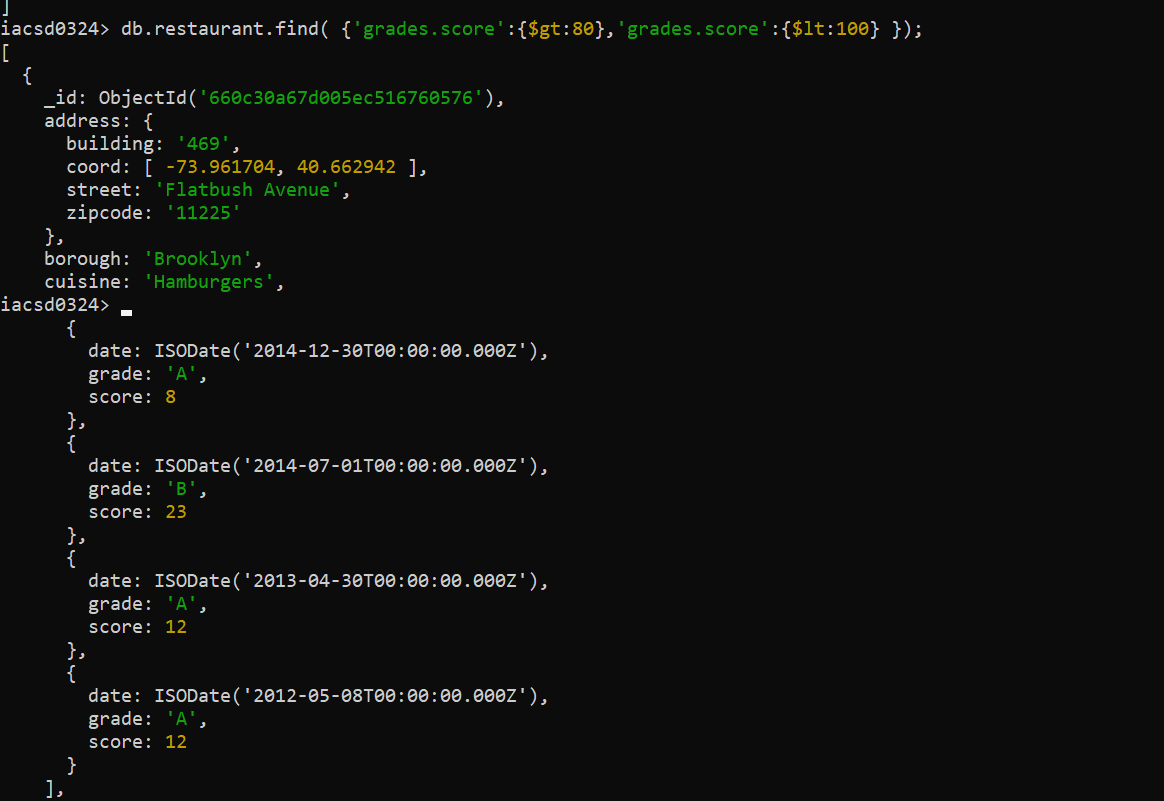 ]
iacsd0324> db.restaurant.find( {'grades.score':{$gt:80},'grades.score':{$lt:100} });
[
  {
    _id: ObjectId('660c30a67d005ec516760576'),
    address: {
      building: '469',
      coord: [ -73.961704, 40.662942 ],
      street: 'Flatbush Avenue',
      zipcode: '11225'
    },
    borough: 'Brooklyn',
    cuisine: 'Hamburgers',
iacsd0324>
      {
        date: ISODate('2014-12-30T00:00:00.000Z'),
        grade: 'A',
        score: 8
      },
      {
        date: ISODate('2014-07-01T00:00:00.000Z'),
        grade: 'B',
        score: 23
      },
      {
        date: ISODate('2013-04-30T00:00:00.000Z'),
        grade: 'A',
        score: 12
      },
      {
        date: ISODate('2012-05-08T00:00:00.000Z'),
        grade: 'A',
        score: 12
      }
    ],